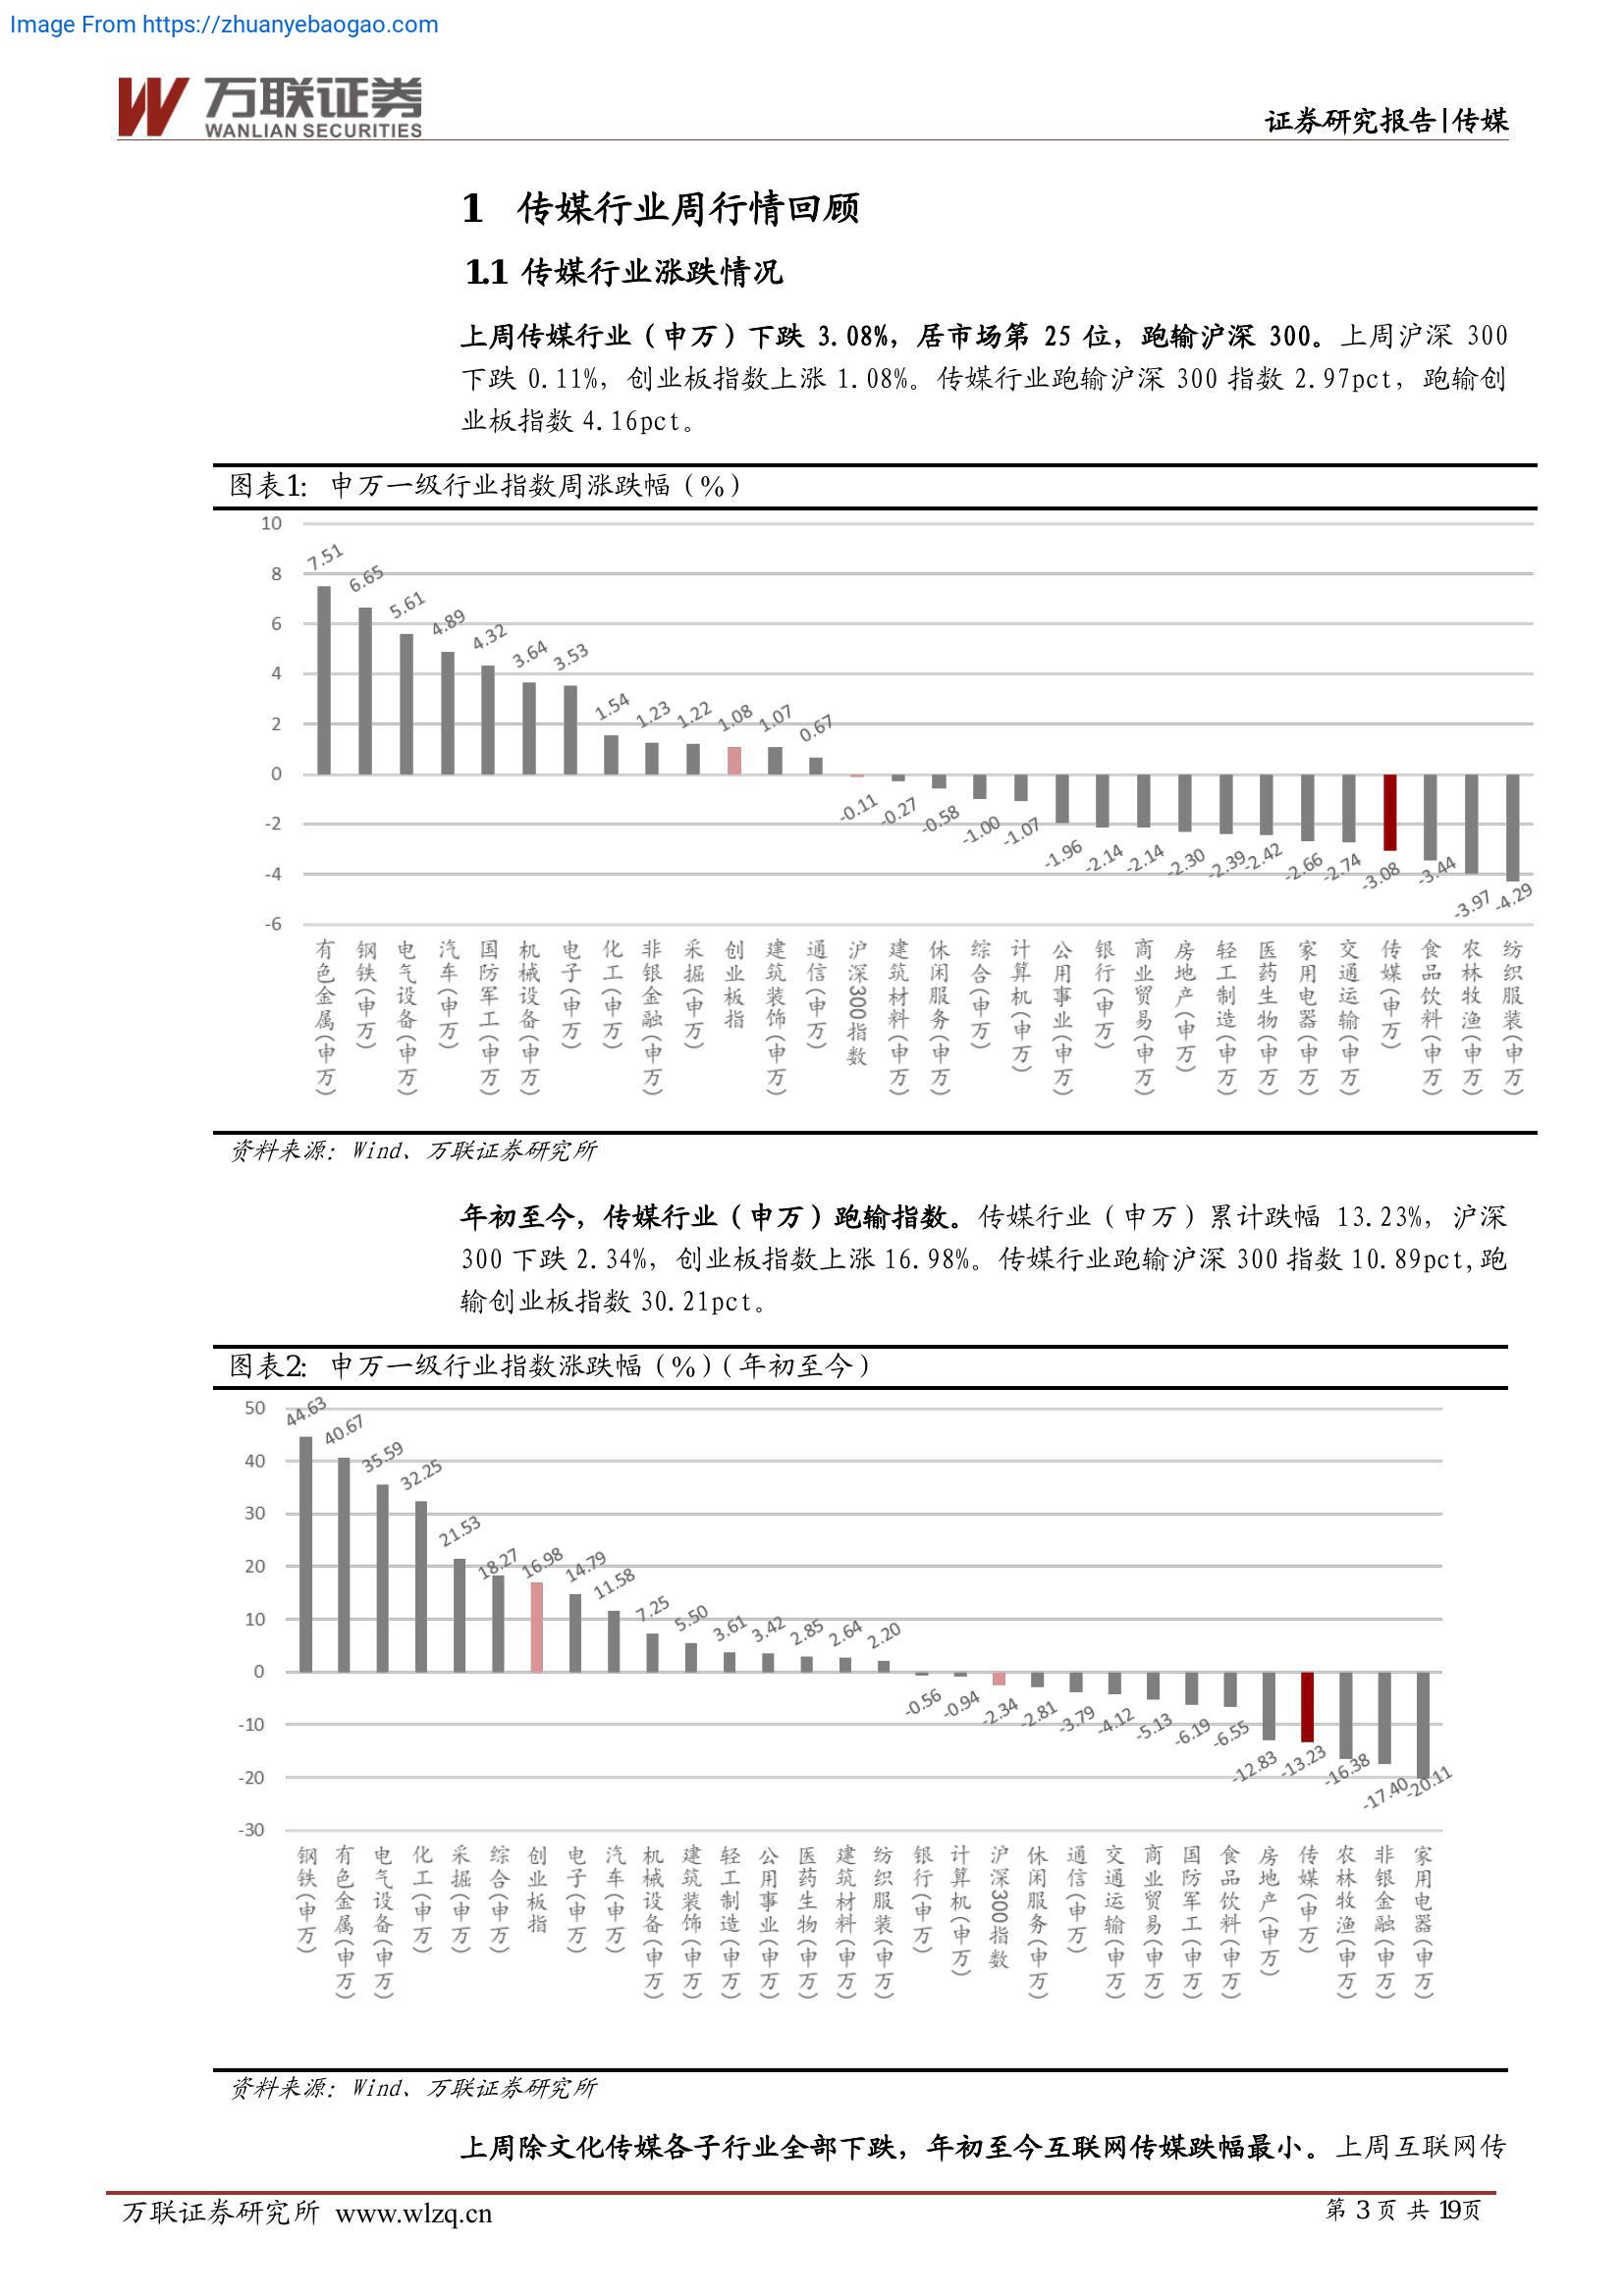 Image From https://zhuanyebaogao.com
万联证券
WANLIAN SECURITIES
证券研究报告|传媒
1 传媒行业周行情回顾
1.1 传媒行业涨跌情况
上周传媒行业（申万）下跌 3.08%，居市场第 25 位，跑输沪深 300。上周沪深 300
下跌 0.11%，创业板指数上涨 1.08%。传媒行业跑输沪深 300 指数 2.97pct，跑输创
业板指数 4.16pct。
图表1: 申万一级行业指数周涨跌幅（%）
10
8
6
4
2
0
-2
-4
-6
7.51
6.65
5.61
4.89
4.32
3.64
3.53
1.54
1.23
1.22
1.08
1.07
0.67
-0.11
-0.27
-0.58
-1.00
-1.07
-1.96
-2.14
-2.14
-2.30
-2.39
-2.42
-2.66
-2.74
-3.08
-3.44
-3.97
-4.29
有色金属(申万)
钢铁(申万)
电气设备(申万)
汽车(申万)
国防军工(申万)
机械设备(申万)
电子(申万)
化工(申万)
非银金融(申万)
采掘(申万)
创业板指
建筑装饰(申万)
通信(申万)
沪深300指数
建筑材料(申万)
休闲服务(申万)
综合(申万)
计算机(申万)
公用事业(申万)
银行(申万)
商业贸易(申万)
房地产(申万)
轻工制造(申万)
医药生物(申万)
家用电器(申万)
交通运输(申万)
传媒(申万)
食品饮料(申万)
农林牧渔(申万)
纺织服装(申万)
资料来源: Wind、万联证券研究所
年初至今，传媒行业（申万）跑输指数。传媒行业（申万）累计跌幅 13.23%，沪深
300 下跌 2.34%，创业板指数上涨 16.98%。传媒行业跑输沪深 300 指数 10.89pct,跑
输创业板指数 30.21pct。
图表2: 申万一级行业指数涨跌幅（%）（年初至今）
50
40
30
20
10
0
-10
-20
-30
44.63
40.67
35.59
32.25
21.53
18.27
16.98
14.79
11.58
7.25
5.50
3.61
3.42
2.85
2.64
2.20
-0.56
-0.94
-2.34
-2.81
-3.79
-4.12
-5.13
-6.19
-6.55
-12.83
-13.23
-16.38
-17.40
-20.11
钢铁(申万)
有色金属(申万)
电气设备(申万)
化工(申万)
采掘(申万)
综合(申万)
创业板指
电子(申万)
汽车(申万)
机械设备(申万)
建筑装饰(申万)
轻工制造(申万)
公用事业(申万)
医药生物(申万)
建筑材料(申万)
纺织服装(申万)
银行(申万)
计算机(申万)
沪深300指数
休闲服务(申万)
通信(申万)
交通运输(申万)
商业贸易(申万)
国防军工(申万)
食品饮料(申万)
房地产(申万)
传媒(申万)
农林牧渔(申万)
非银金融(申万)
家用电器(申万)
资料来源: Wind、万联证券研究所
上周除文化传媒各子行业全部下跌，年初至今互联网传媒跌幅最小。上周互联网传
万联证券研究所 www.wlzq.cn
第 3 页 共 19页